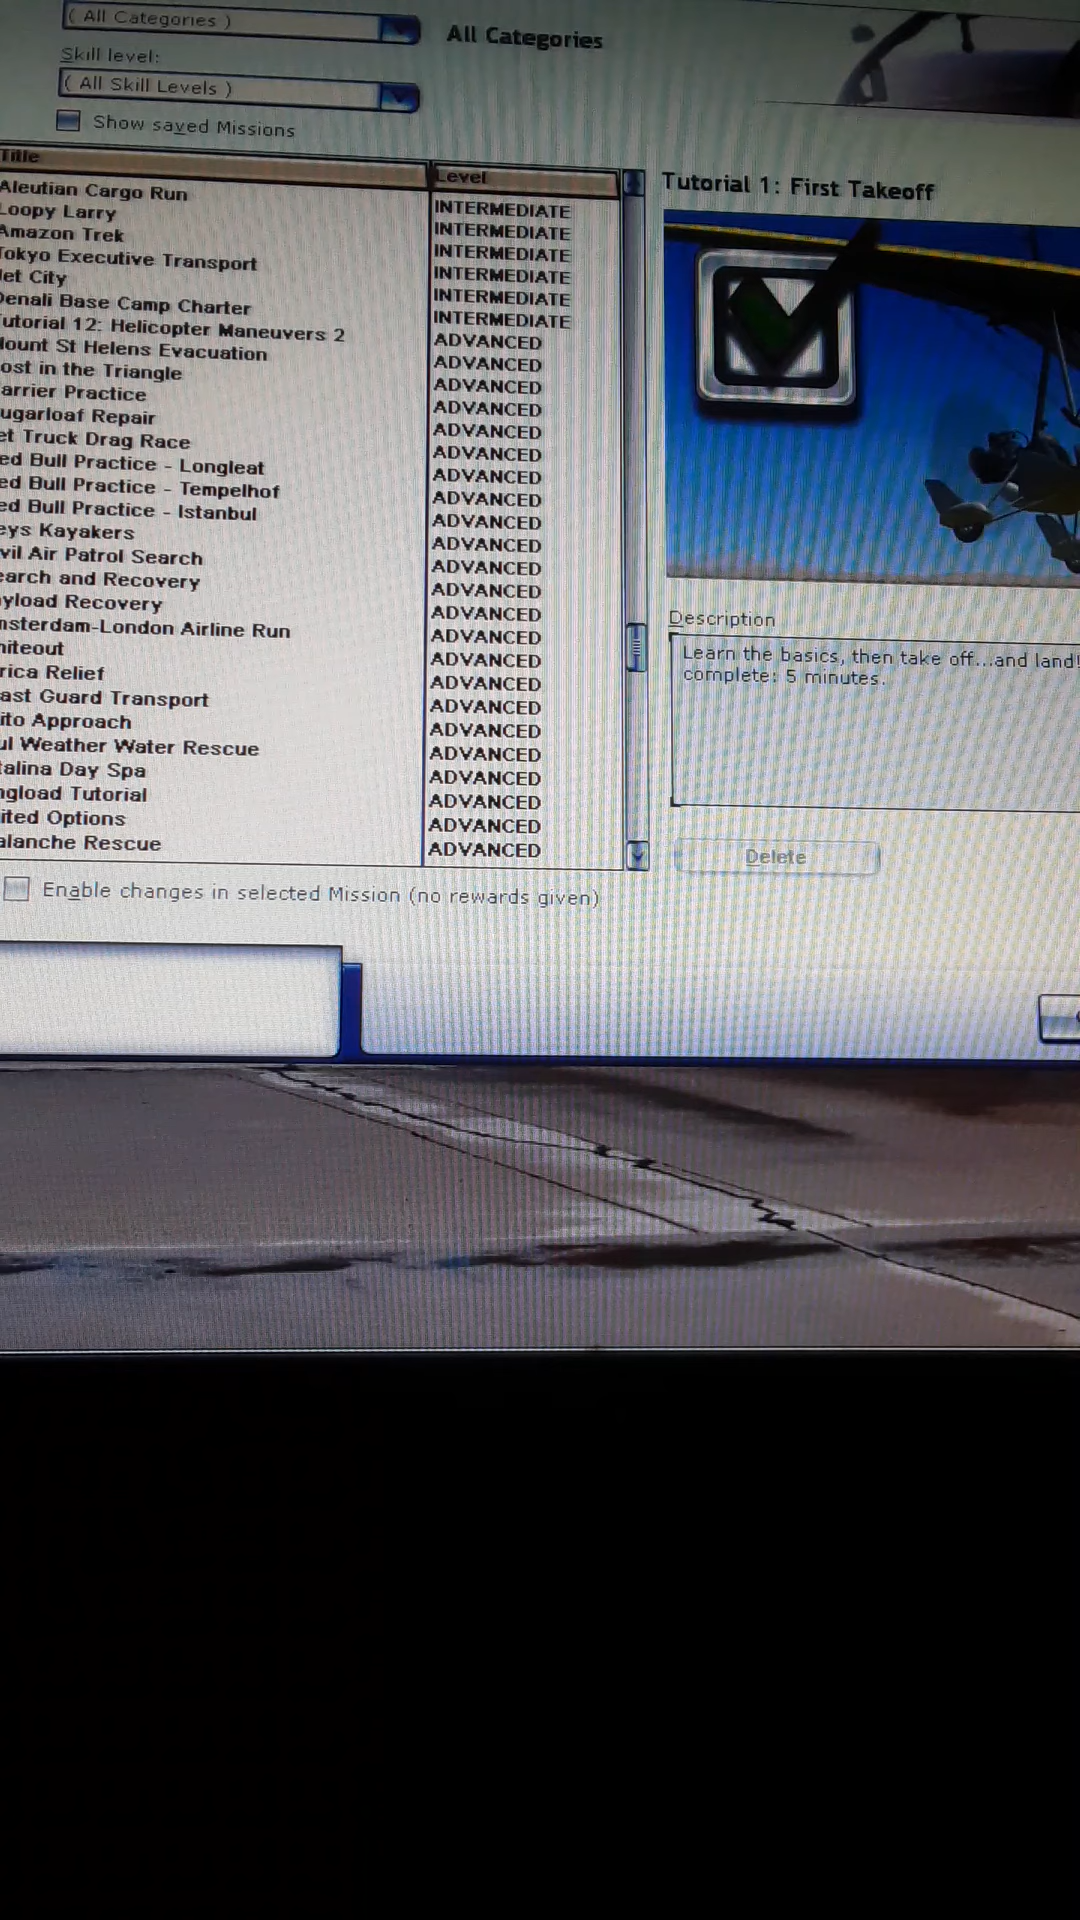 ( All Categories )
All Categories
Skill level:
( All Skill Levels )
Show saved Missions
Title
Level
Tutorial 1: First Takeoff
Aleutian Cargo Run
INTERMEDIATE
Loopy Larry
INTERMEDIATE
Amazon Trek
INTERMEDIATE
Tokyo Executive Transport
INTERMEDIATE
Jet City
INTERMEDIATE
Denali Base Camp Charter
INTERMEDIATE
Tutorial 12: Helicopter Maneuvers 2
ADVANCED
Mount St Helens Evacuation
ADVANCED
ost in the Triangle
ADVANCED
arrier Practice
ADVANCED
ugarloaf Repair
ADVANCED
et Truck Drag Race
ADVANCED
ed Bull Practice - Longleat
ADVANCED
ed Bull Practice - Tempelhof
ADVANCED
ed Bull Practice - Istanbul
ADVANCED
eys Kayakers
ADVANCED
vil Air Patrol Search
ADVANCED
earch and Recovery
ADVANCED
yload Recovery
ADVANCED
msterdam-London Airline Run
ADVANCED
hiteout
ADVANCED
rica Relief
ADVANCED
ast Guard Transport
ADVANCED
ito Approach
ADVANCED
ul Weather Water Rescue
ADVANCED
talina Day Spa
ADVANCED
ngload Tutorial
ADVANCED
ited Options
ADVANCED
alanche Rescue
ADVANCED
Description
Learn the basics, then take off...and land!
complete: 5 minutes.
Delete
Enable changes in selected Mission (no rewards given)